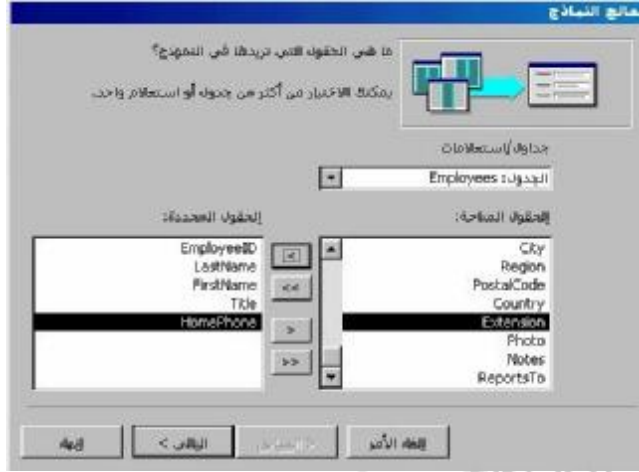 معالج النماذج
ما هي الحقول التي تريدها في النموذج؟
يمكنك الاختيار من أكثر من جدول أو استعلام واحد.
جداول/استعلامات
الجدول: Employees
الحقول المتاحة:
City
Region
PostalCode
Country
Extension
Photo
Notes
ReportsTo
<
<<
>
>>
الحقول المحددة:
EmployeeID
LastName
FirstName
Title
HomePhone
إلغاء الأمر
التالي >
إنهاء